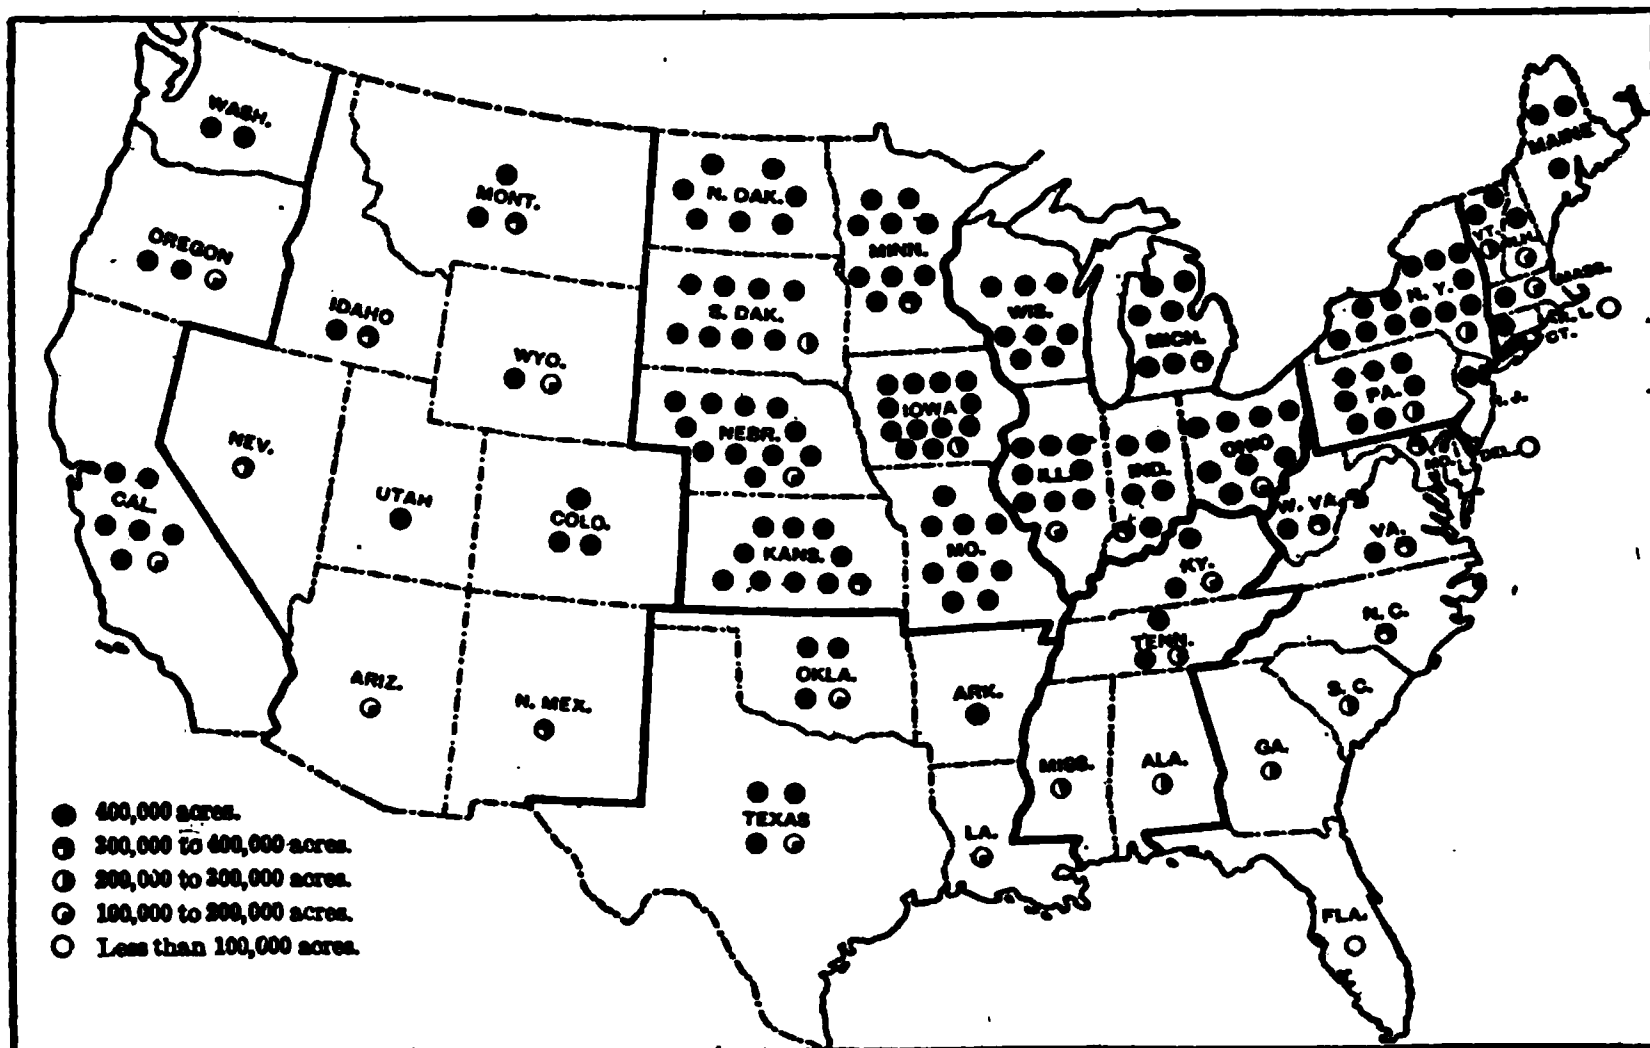 WASH.
MAINE
MONT.
N. DAK.
OREGON
MINN.
VT.
N.H.
MASS.
IDAHO
S. DAK.
WIS.
N. Y.
R. I.
CT.
MICH.
WYO.
PA.
N.J.
NEBR.
IOWA
NEV.
OHIO
DEL.
ILL.
IND.
MD.
UTAH
CAL.
COLO.
KANS.
MO.
W. VA.
VA.
KY.
N. C.
TENN.
ARIZ.
OKLA.
ARK.
S. C.
N. MEX.
GA.
MISS.
ALA.
TEXAS
LA.
FLA.
400,000 acres.
300,000 to 400,000 acres.
200,000 to 300,000 acres.
100,000 to 200,000 acres.
Less than 100,000 acres.